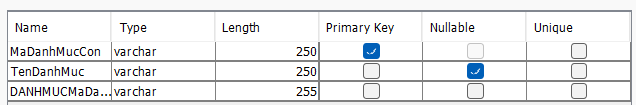 Name Type Length Primary Key Nullable Unique
MaDanhMucCon varchar 250
TenDanhMuc varchar 250
DANHMUCMaDa... varchar 255